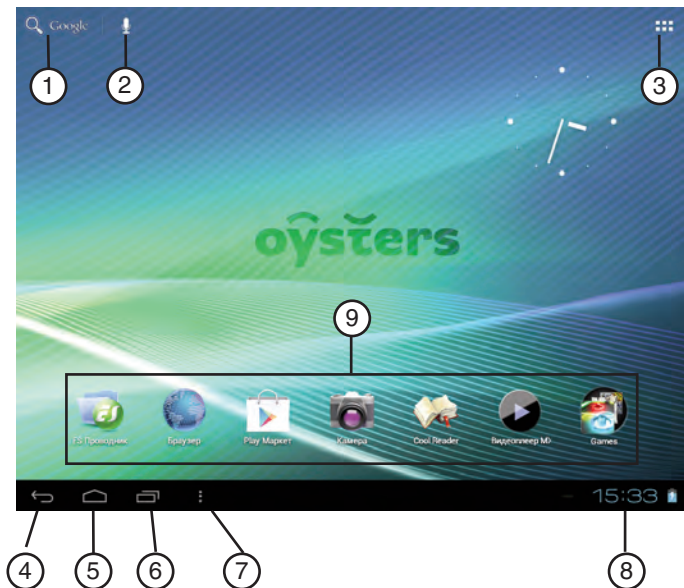 Google
1
2
3
oysters
9
ES Проводник
Браузер
Play Маркет
Камера
Cool Reader
Видеоплеер MX
Games
15:33
4
5
6
7
8